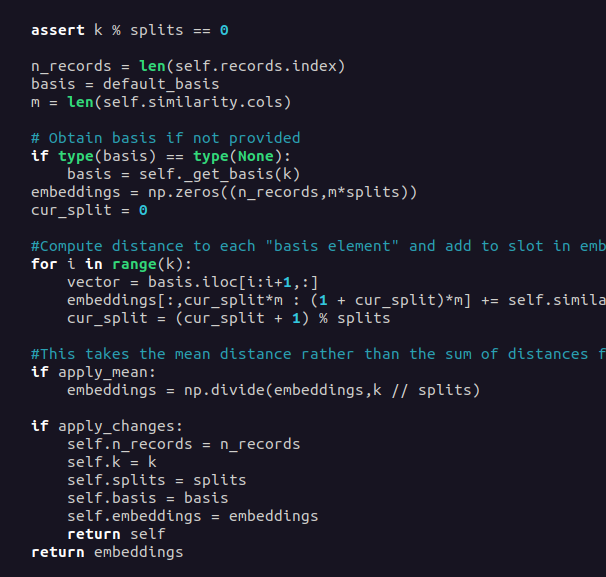 assert k % splits == 0
n_records = len(self.records.index)
basis = default_basis
m = len(self.similarity.cols)
# Obtain basis if not provided
if type(basis) == type(None):
basis = self._get_basis(k)
embeddings = np.zeros((n_records,m*splits))
cur_split = 0
#Compute distance to each "basis element" and add to slot in emb
for i in range(k):
vector = basis.iloc[i:i+1,:]
embeddings[:,cur_split*m : (1 + cur_split)*m] += self.simila
cur_split = (cur_split + 1) % splits
#This takes the mean distance rather than the sum of distances f
if apply_mean:
embeddings = np.divide(embeddings,k // splits)
if apply_changes:
self.n_records = n_records
self.k = k
self.splits = splits
self.basis = basis
self.embeddings = embeddings
return self
return embeddings